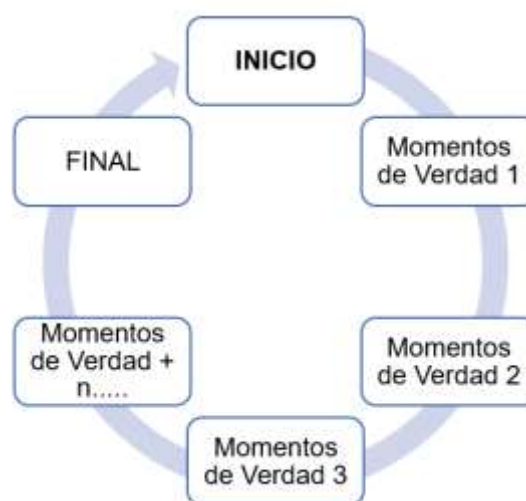 INICIO
Momentos
de Verdad 1
Momentos
de Verdad 2
Momentos
de Verdad 3
Momentos
de Verdad +
n.....
FINAL